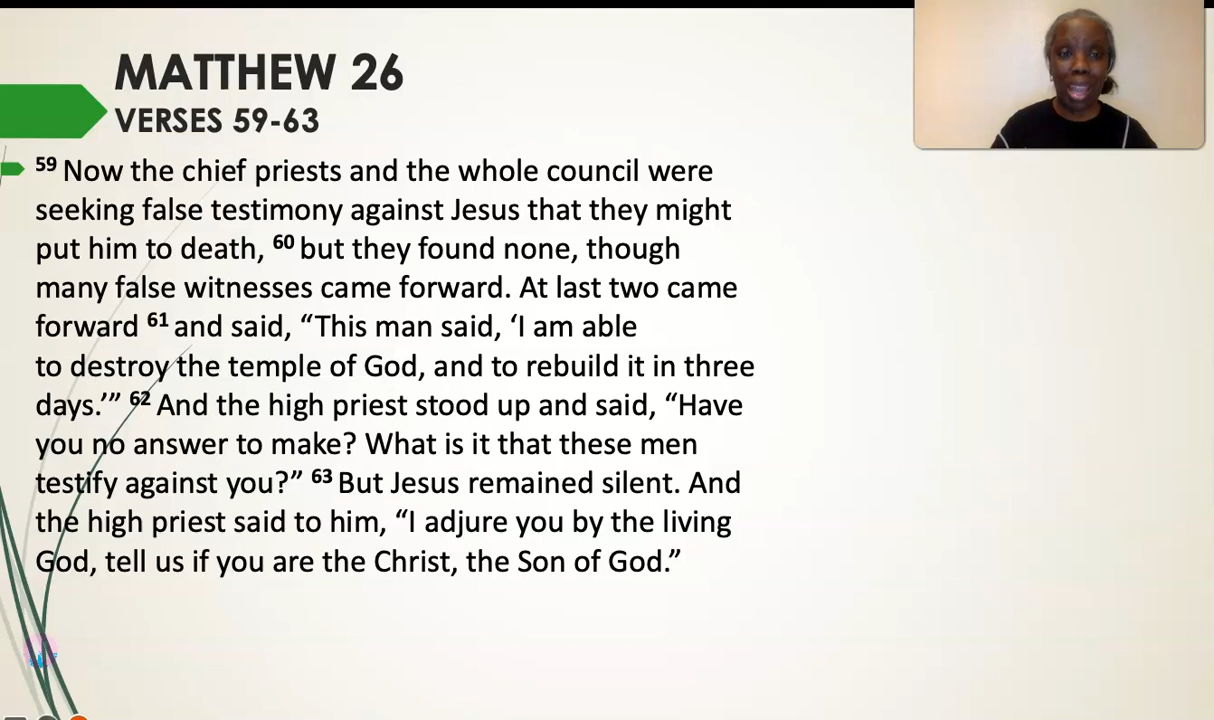 MATTHEW 26
VERSES 59-63
59 Now the chief priests and the whole council were
seeking false testimony against Jesus that they might
put him to death, 60 but they found none, though
many false witnesses came forward. At last two came
forward 61 and said, “This man said, ‘I am able
to destroy the temple of God, and to rebuild it in three
days.’” 62 And the high priest stood up and said, “Have
you no answer to make? What is it that these men
testify against you?” 63 But Jesus remained silent. And
the high priest said to him, “I adjure you by the living
God, tell us if you are the Christ, the Son of God.”